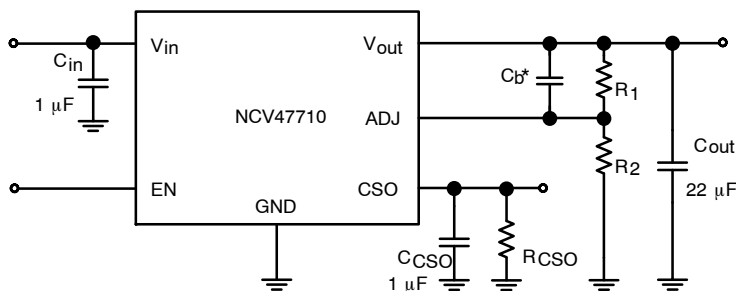 Vin
Vout
Cin
1 μF
Cb*
R1
NCV47710
ADJ
Cout
22 μF
R2
EN
CSO
GND
CCSO
1 μF
RCSO